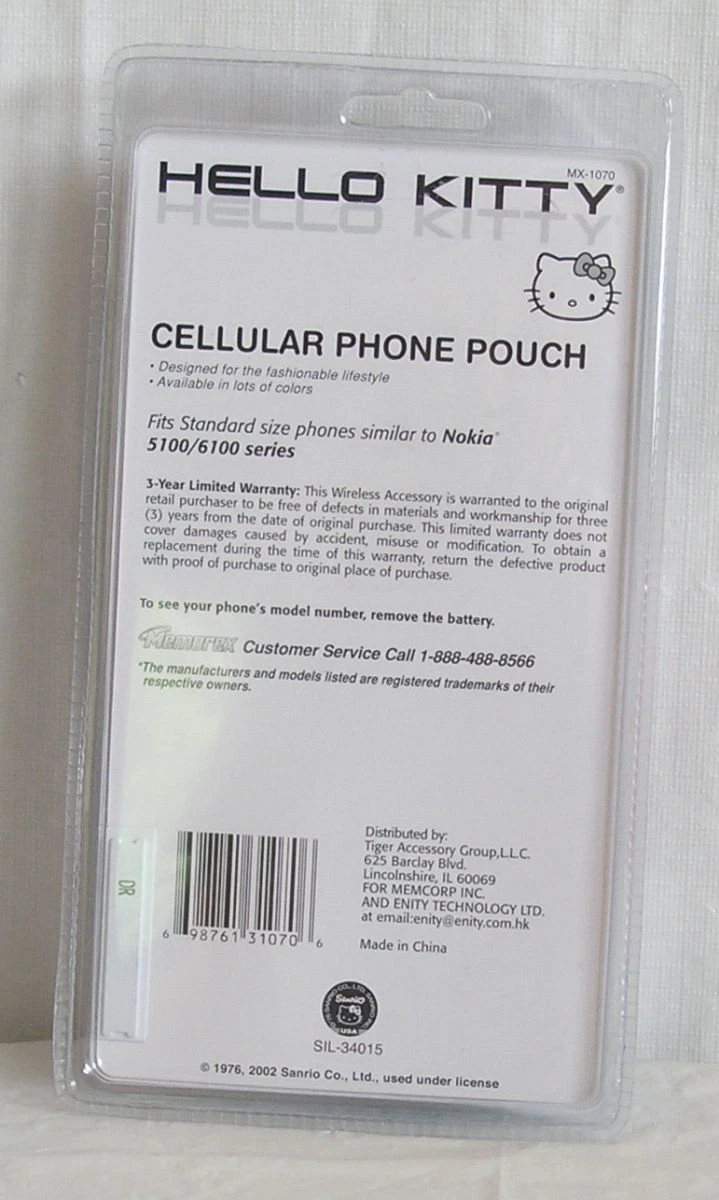 MX-1070
HELLO KITTY®
CELLULAR PHONE POUCH
• Designed for the fashionable lifestyle
• Available in lots of colors
Fits Standard size phones similar to Nokia*
5100/6100 series
3-Year Limited Warranty: This Wireless Accessory is warranted to the original
retail purchaser to be free of defects in materials and workmanship for three
(3) years from the date of original purchase. This limited warranty does not
cover damages caused by accident, misuse or modification. To obtain a
replacement during the time of this warranty, return the defective product
with proof of purchase to original place of purchase.
To see your phone's model number, remove the battery.
Memorex Customer Service Call 1-888-488-8566
*The manufacturers and models listed are registered trademarks of their
respective owners.
Distributed by:
Tiger Accessory Group,L.L.C.
625 Barclay Blvd.
Lincolnshire, IL 60069
FOR MEMCORP INC.
AND ENITY TECHNOLOGY LTD.
at email:enity@enity.com.hk
Made in China
DR
6 98761 31070 6
Sanrio
USA
SIL-34015
© 1976, 2002 Sanrio Co., Ltd., used under license